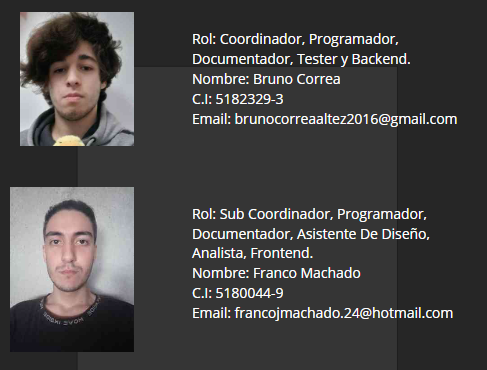 Rol: Coordinador, Programador,
Documentador, Tester y Backend.
Nombre: Bruno Correa
C.I: 5182329-3
Email: brunocorreaaltez2016@gmail.com
Rol: Sub Coordinador, Programador,
Documentador, Asistente De Diseño,
Analista, Frontend.
Nombre: Franco Machado
C.I: 5180044-9
Email: francojmachado.24@hotmail.com